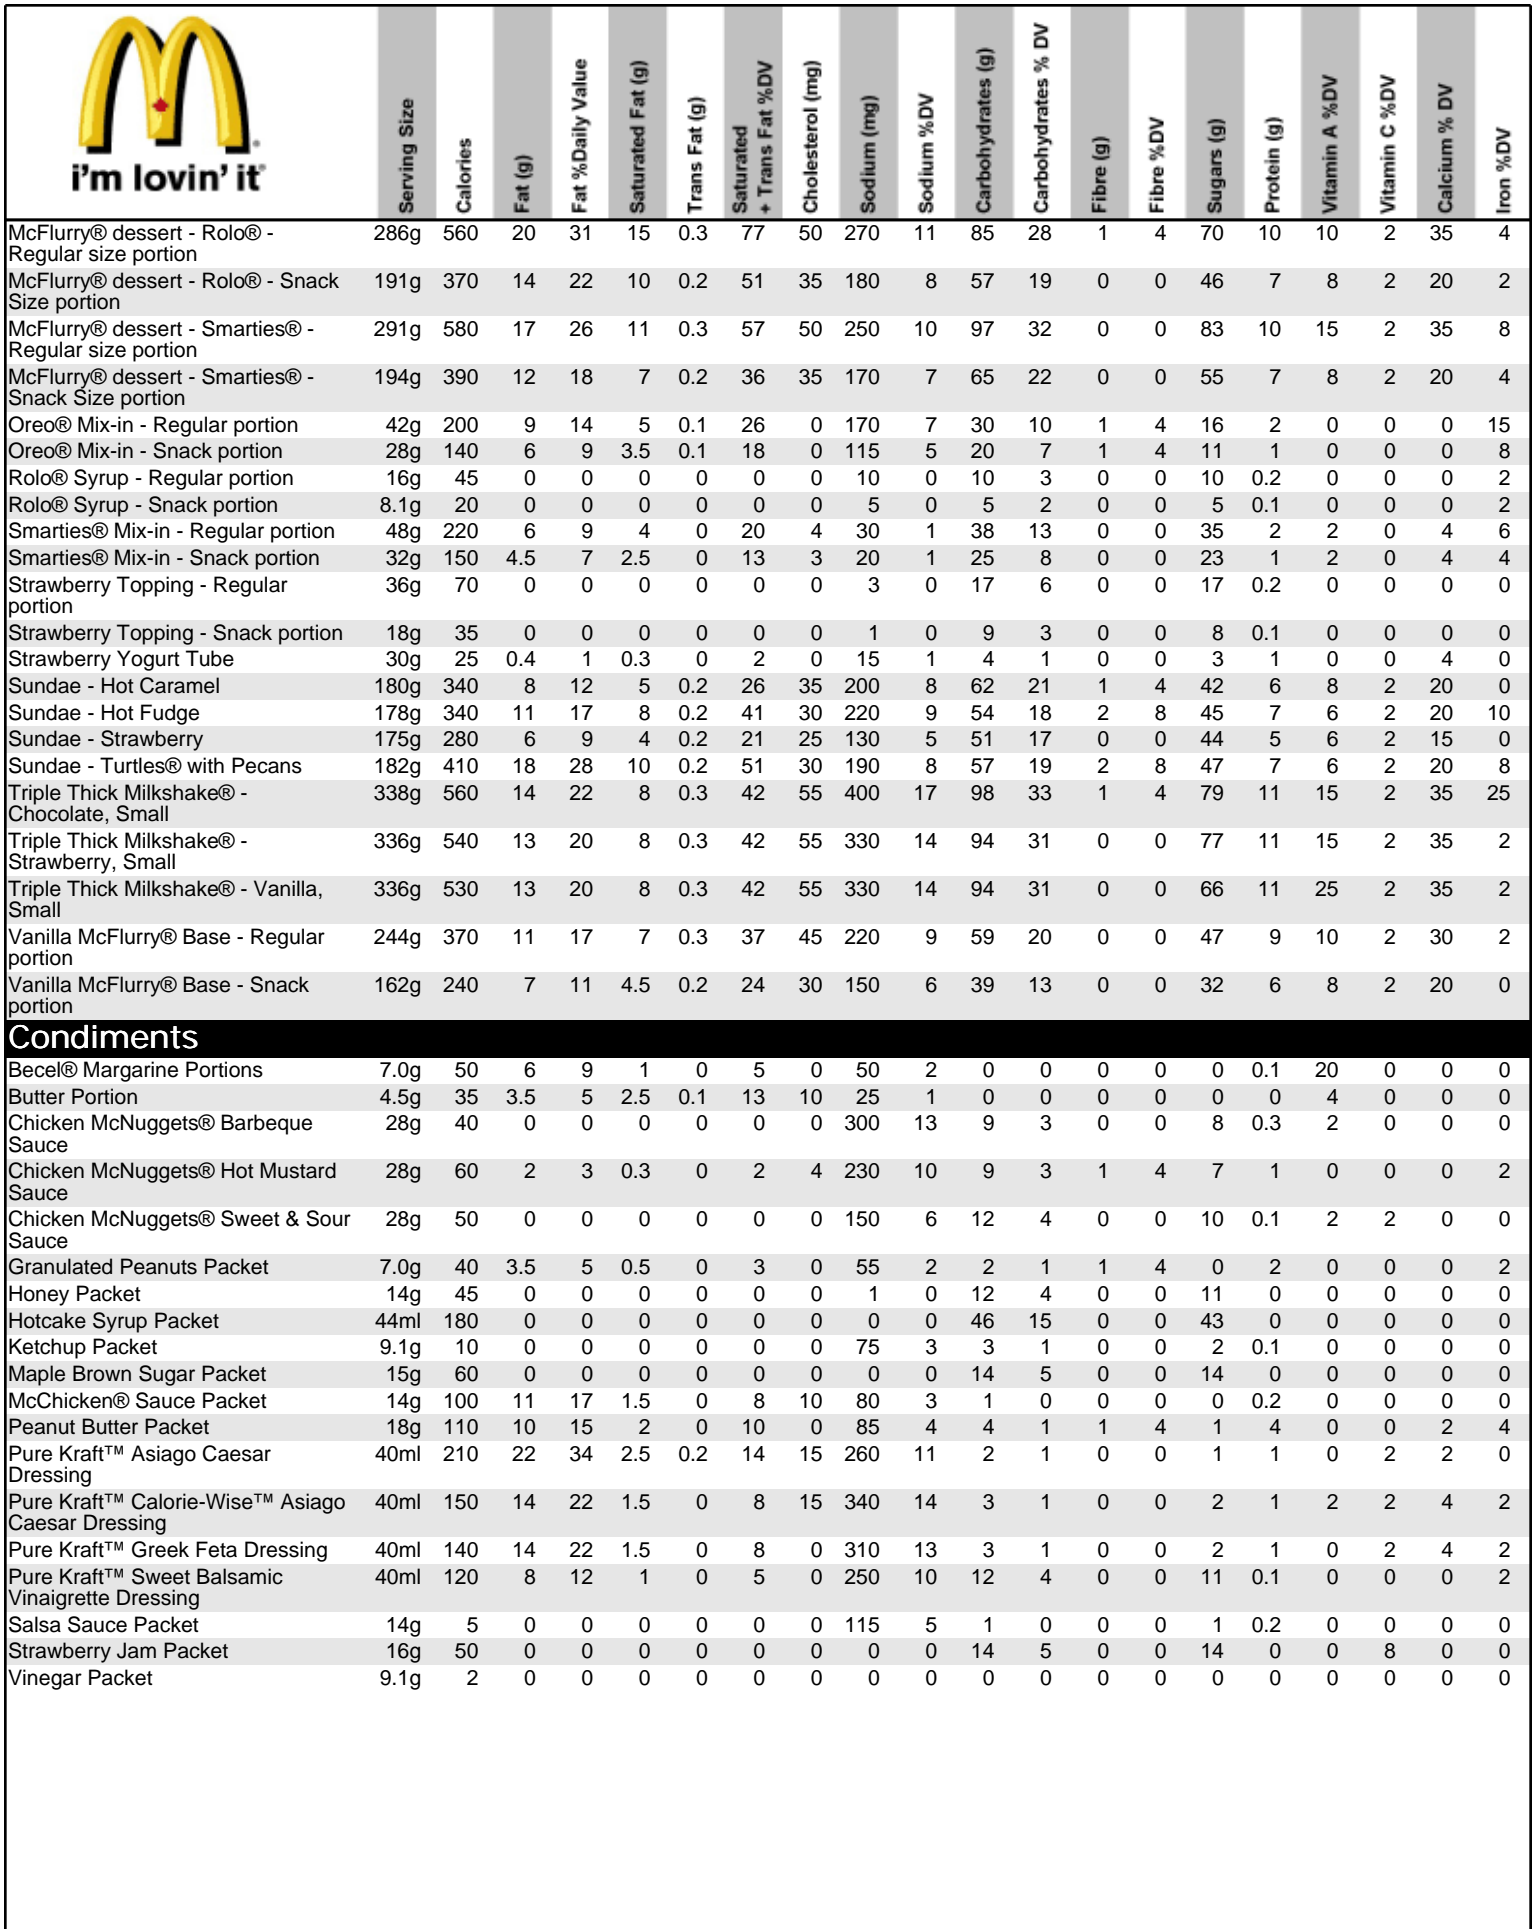 i'm lovin' it®
Serving Size
Calories
Fat (g)
Fat %Daily Value
Saturated Fat (g)
Trans Fat (g)
Saturated
+ Trans Fat %DV
Cholesterol (mg)
Sodium (mg)
Sodium %DV
Carbohydrates (g)
Carbohydrates % DV
Fibre (g)
Fibre %DV
Sugars (g)
Protein (g)
Vitamin A %DV
Vitamin C %DV
Calcium % DV
Iron %DV
McFlurry® dessert - Rolo® - 286g 560 20 31 15 0.3 77 50 270 11 85 28 1 4 70 10 10 2 35 4
Regular size portion
McFlurry® dessert - Rolo® - Snack 191g 370 14 22 10 0.2 51 35 180 8 57 19 0 0 46 7 8 2 20 2
Size portion
McFlurry® dessert - Smarties® - 291g 580 17 26 11 0.3 57 50 250 10 97 32 0 0 83 10 15 2 35 8
Regular size portion
McFlurry® dessert - Smarties® - 194g 390 12 18 7 0.2 36 35 170 7 65 22 0 0 55 7 8 2 20 4
Snack Size portion
Oreo® Mix-in - Regular portion 42g 200 9 14 5 0.1 26 0 170 7 30 10 1 4 16 2 0 0 0 15
Oreo® Mix-in - Snack portion 28g 140 6 9 3.5 0.1 18 0 115 5 20 7 1 4 11 1 0 0 0 8
Rolo® Syrup - Regular portion 16g 45 0 0 0 0 0 0 10 0 10 3 0 0 10 0.2 0 0 0 2
Rolo® Syrup - Snack portion 8.1g 20 0 0 0 0 0 0 5 0 5 2 0 0 5 0.1 0 0 0 2
Smarties® Mix-in - Regular portion 48g 220 6 9 4 0 20 4 30 1 38 13 0 0 35 2 2 0 4 6
Smarties® Mix-in - Snack portion 32g 150 4.5 7 2.5 0 13 3 20 1 25 8 0 0 23 1 2 0 4 4
Strawberry Topping - Regular 36g 70 0 0 0 0 0 0 3 0 17 6 0 0 17 0.2 0 0 0 0
portion
Strawberry Topping - Snack portion 18g 35 0 0 0 0 0 0 1 0 9 3 0 0 8 0.1 0 0 0 0
Strawberry Yogurt Tube 30g 25 0.4 1 0.3 0 2 0 15 1 4 1 0 0 3 1 0 0 4 0
Sundae - Hot Caramel 180g 340 8 12 5 0.2 26 35 200 8 62 21 1 4 42 6 8 2 20 0
Sundae - Hot Fudge 178g 340 11 17 8 0.2 41 30 220 9 54 18 2 8 45 7 6 2 20 10
Sundae - Strawberry 175g 280 6 9 4 0.2 21 25 130 5 51 17 0 0 44 5 6 2 15 0
Sundae - Turtles® with Pecans 182g 410 18 28 10 0.2 51 30 190 8 57 19 2 8 47 7 6 2 20 8
Triple Thick Milkshake® - 338g 560 14 22 8 0.3 42 55 400 17 98 33 1 4 79 11 15 2 35 25
Chocolate, Small
Triple Thick Milkshake® - 336g 540 13 20 8 0.3 42 55 330 14 94 31 0 0 77 11 15 2 35 2
Strawberry, Small
Triple Thick Milkshake® - Vanilla, 336g 530 13 20 8 0.3 42 55 330 14 94 31 0 0 66 11 25 2 35 2
Small
Vanilla McFlurry® Base - Regular 244g 370 11 17 7 0.3 37 45 220 9 59 20 0 0 47 9 10 2 30 2
portion
Vanilla McFlurry® Base - Snack 162g 240 7 11 4.5 0.2 24 30 150 6 39 13 0 0 32 6 8 2 20 0
portion
Condiments
Becel® Margarine Portions 7.0g 50 6 9 1 0 5 0 50 2 0 0 0 0 0 0.1 20 0 0 0
Butter Portion 4.5g 35 3.5 5 2.5 0.1 13 10 25 1 0 0 0 0 0 0 4 0 0 0
Chicken McNuggets® Barbeque 28g 40 0 0 0 0 0 0 300 13 9 3 0 0 8 0.3 2 0 0 0
Sauce
Chicken McNuggets® Hot Mustard 28g 60 2 3 0.3 0 2 4 230 10 9 3 1 4 7 1 0 0 0 2
Sauce
Chicken McNuggets® Sweet & Sour 28g 50 0 0 0 0 0 0 150 6 12 4 0 0 10 0.1 2 2 0 0
Sauce
Granulated Peanuts Packet 7.0g 40 3.5 5 0.5 0 3 0 55 2 2 1 1 4 0 2 0 0 0 2
Honey Packet 14g 45 0 0 0 0 0 0 1 0 12 4 0 0 11 0 0 0 0 0
Hotcake Syrup Packet 44ml 180 0 0 0 0 0 0 0 0 46 15 0 0 43 0 0 0 0 0
Ketchup Packet 9.1g 10 0 0 0 0 0 0 75 3 3 1 0 0 2 0.1 0 0 0 0
Maple Brown Sugar Packet 15g 60 0 0 0 0 0 0 0 0 14 5 0 0 14 0 0 0 0 0
McChicken® Sauce Packet 14g 100 11 17 1.5 0 8 10 80 3 1 0 0 0 0 0.2 0 0 0 0
Peanut Butter Packet 18g 110 10 15 2 0 10 0 85 4 4 1 1 4 1 4 0 0 2 4
Pure Kraft™ Asiago Caesar 40ml 210 22 34 2.5 0.2 14 15 260 11 2 1 0 0 1 1 0 2 2 0
Dressing
Pure Kraft™ Calorie-Wise™ Asiago 40ml 150 14 22 1.5 0 8 15 340 14 3 1 0 0 2 1 2 2 4 2
Caesar Dressing
Pure Kraft™ Greek Feta Dressing 40ml 140 14 22 1.5 0 8 0 310 13 3 1 0 0 2 1 0 2 4 2
Pure Kraft™ Sweet Balsamic 40ml 120 8 12 1 0 5 0 250 10 12 4 0 0 11 0.1 0 0 0 2
Vinaigrette Dressing
Salsa Sauce Packet 14g 5 0 0 0 0 0 0 115 5 1 0 0 0 1 0.2 0 0 0 0
Strawberry Jam Packet 16g 50 0 0 0 0 0 0 0 0 14 5 0 0 14 0 0 8 0 0
Vinegar Packet 9.1g 2 0 0 0 0 0 0 0 0 0 0 0 0 0 0 0 0 0 0